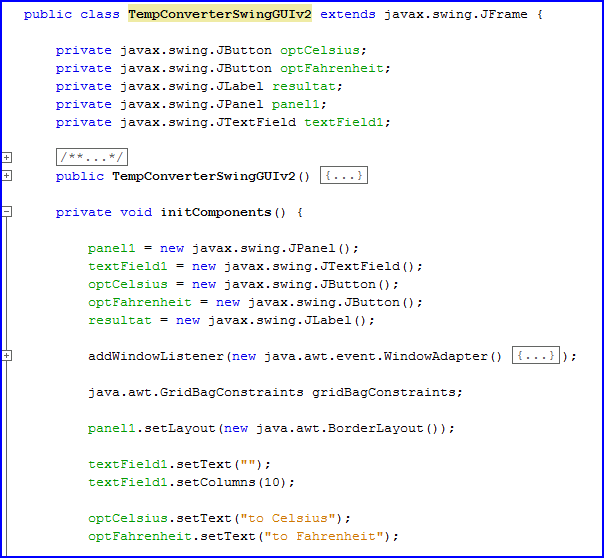 public class TempConverterSwingGUIv2 extends javax.swing.JFrame {
private javax.swing.JButton optCelsius;
private javax.swing.JButton optFahrenheit;
private javax.swing.JLabel resultat;
private javax.swing.JPanel panel1;
private javax.swing.JTextField textField1;
/**...*/
public TempConverterSwingGUIv2() {...}
private void initComponents() {
panel1 = new javax.swing.JPanel();
textField1 = new javax.swing.JTextField();
optCelsius = new javax.swing.JButton();
optFahrenheit = new javax.swing.JButton();
resultat = new javax.swing.JLabel();
addWindowListener(new java.awt.event.WindowAdapter() {...});
java.awt.GridBagConstraints gridBagConstraints;
panel1.setLayout(new java.awt.BorderLayout());
textField1.setText("");
textField1.setColumns(10);
optCelsius.setText("to Celsius");
optFahrenheit.setText("to Fahrenheit");